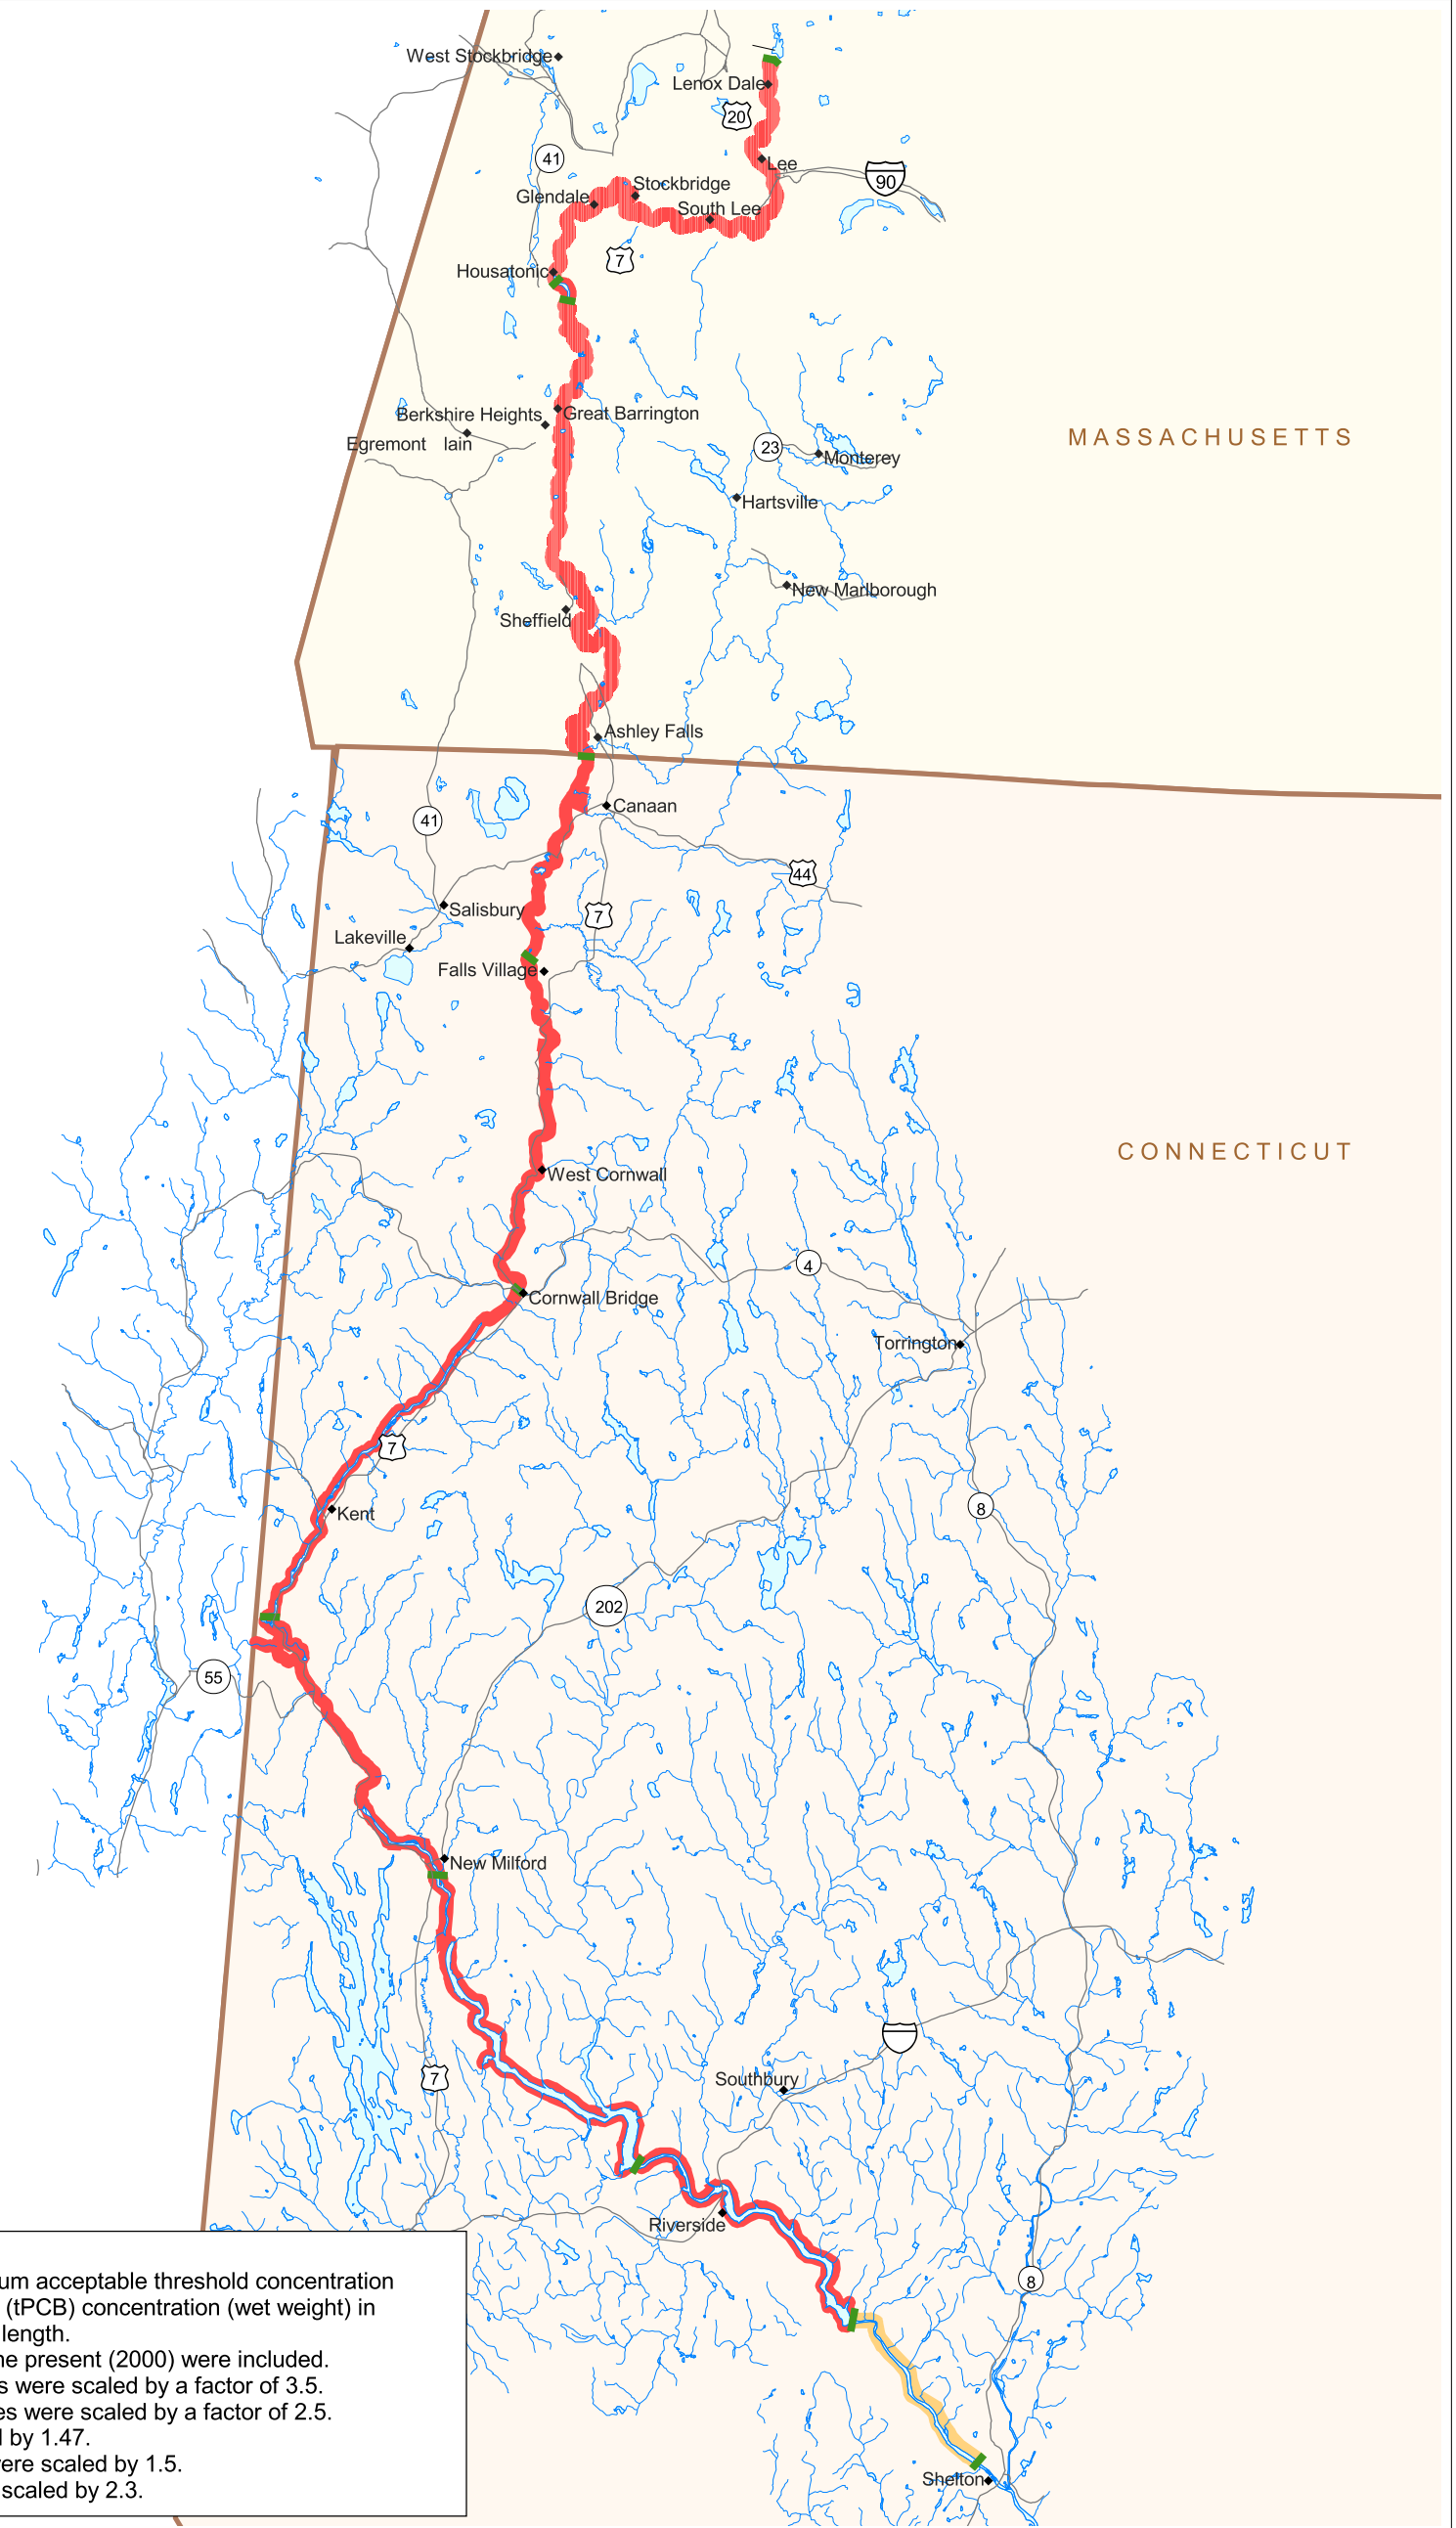 West Stockbridge
Lenox Dale
20
41
Lee
90
Stockbridge
Glendale
South Lee
7
Housatonic
Berkshire Heights
Great Barrington
MASSACHUSETTS
Egremont lain
23
Monterey
Hartsville
New Marlborough
Sheffield
Ashley Falls
Canaan
41
44
Salisbury
7
Lakeville
Falls Village
CONNECTICUT
West Cornwall
4
Cornwall Bridge
Torrington
7
8
Kent
202
55
New Milford
7
Southbury
Riverside
8
um acceptable threshold concentration
(tPCB) concentration (wet weight) in
length.
ne present (2000) were included.
s were scaled by a factor of 3.5.
es were scaled by a factor of 2.5.
l by 1.47.
vere scaled by 1.5.
scaled by 2.3.
Shelton